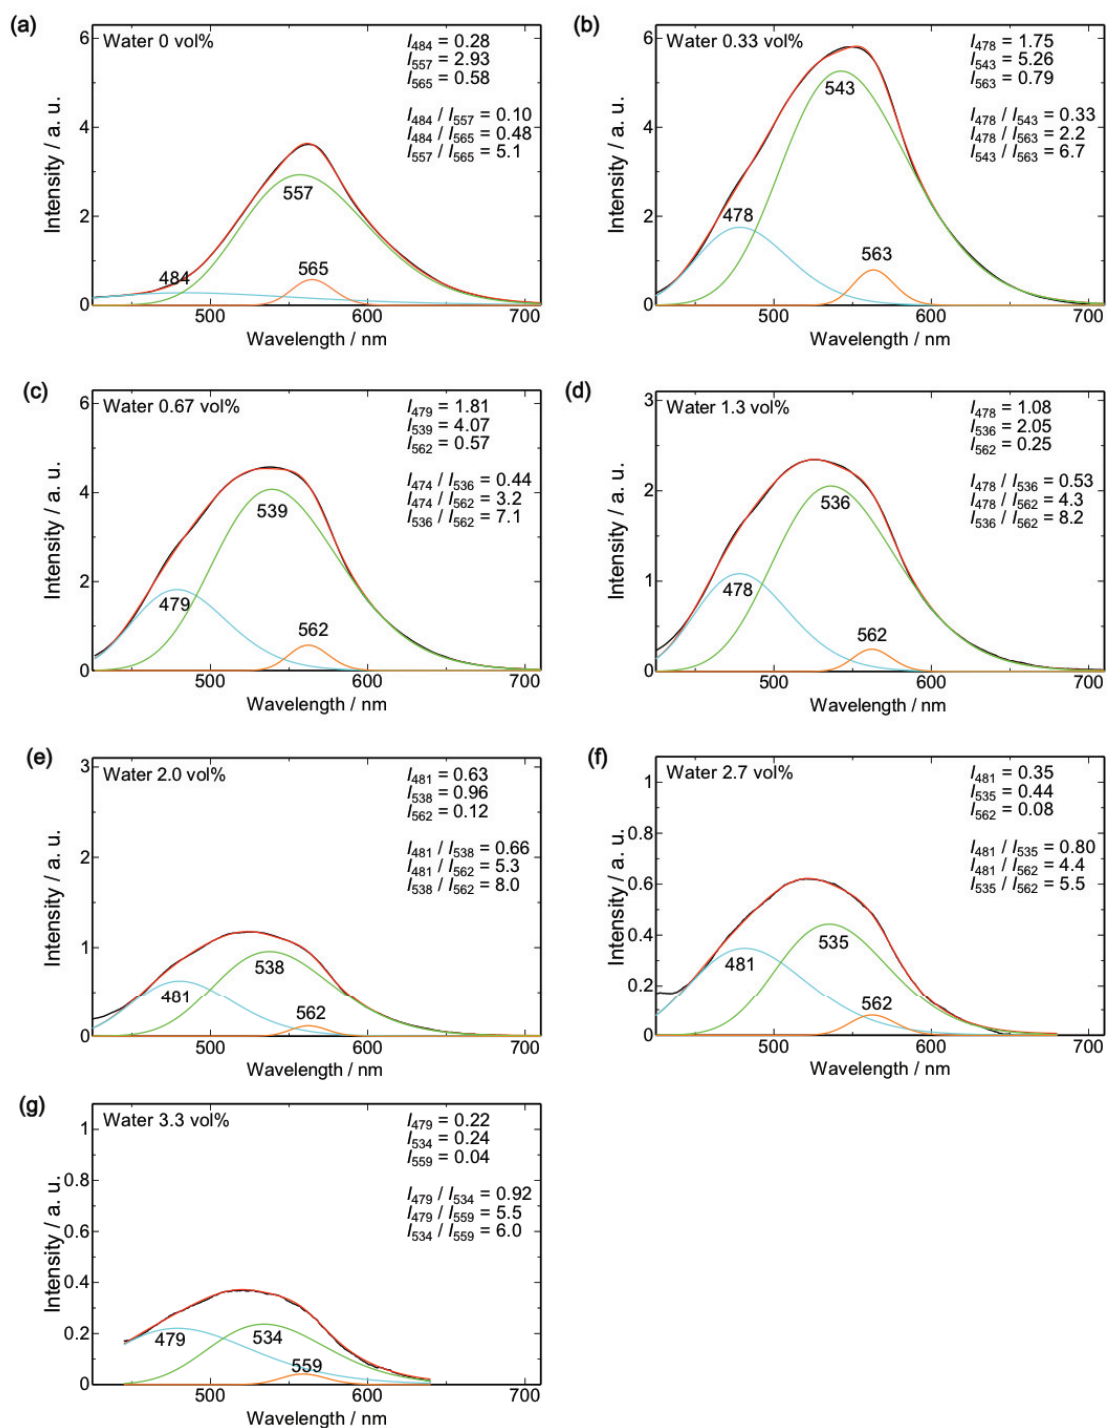 (a)
Water 0 vol%
I484 = 0.28
I557 = 2.93
I565 = 0.58
I484 / I557 = 0.10
I484 / I565 = 0.48
I557 / I565 = 5.1
6
4
2
0
Intensity / a. u.
484
557
565
500
600
700
Wavelength / nm
(b)
Water 0.33 vol%
I478 = 1.75
I543 = 5.26
I563 = 0.79
I478 / I543 = 0.33
I478 / I563 = 2.2
I543 / I563 = 6.7
6
4
2
0
Intensity / a. u.
478
543
563
500
600
700
Wavelength / nm
(c)
Water 0.67 vol%
I479 = 1.81
I539 = 4.07
I562 = 0.57
I474 / I536 = 0.44
I474 / I562 = 3.2
I536 / I562 = 7.1
6
4
2
0
Intensity / a. u.
479
539
562
500
600
700
Wavelength / nm
(d)
Water 1.3 vol%
I478 = 1.08
I536 = 2.05
I562 = 0.25
I478 / I536 = 0.53
I478 / I562 = 4.3
I536 / I562 = 8.2
3
2
1
0
Intensity / a. u.
478
536
562
500
600
700
Wavelength / nm
(e)
Water 2.0 vol%
I481 = 0.63
I538 = 0.96
I562 = 0.12
I481 / I538 = 0.66
I481 / I562 = 5.3
I538 / I562 = 8.0
3
2
1
0
Intensity / a. u.
481
538
562
500
600
700
Wavelength / nm
(f)
Water 2.7 vol%
I481 = 0.35
I535 = 0.44
I562 = 0.08
I481 / I535 = 0.80
I481 / I562 = 4.4
I535 / I562 = 5.5
1
0.8
0.6
0.4
0.2
0
Intensity / a. u.
481
535
562
500
600
700
Wavelength / nm
(g)
Water 3.3 vol%
I479 = 0.22
I534 = 0.24
I559 = 0.04
I479 / I534 = 0.92
I479 / I559 = 5.5
I534 / I559 = 6.0
1
0.8
0.6
0.4
0.2
0
Intensity / a. u.
479
534
559
500
600
700
Wavelength / nm